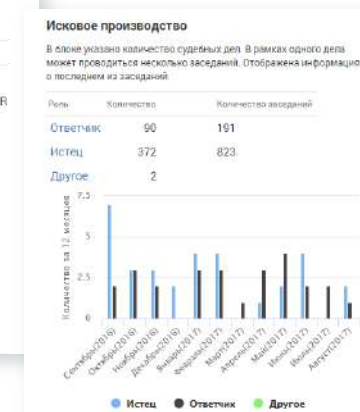 Исковое производство
В блоке указано количество судебных дел. В рамках одного дела
может проводиться несколько заседаний. Отображена информация
о последнем из заседаний.
Роль Количество Количество заседаний
Ответчик 90 191
Истец 372 823
Другое 2
R
Количество за 12 месяцев
7.5
5
2.5
0
Сентябрь(2016)
Октябрь(2016)
Ноябрь(2016)
Декабрь(2016)
Январь(2017)
Февраль(2017)
Март(2017)
Апрель(2017)
Май(2017)
Июнь(2017)
Июль(2017)
Август(2017)
Истец Ответчик Другое